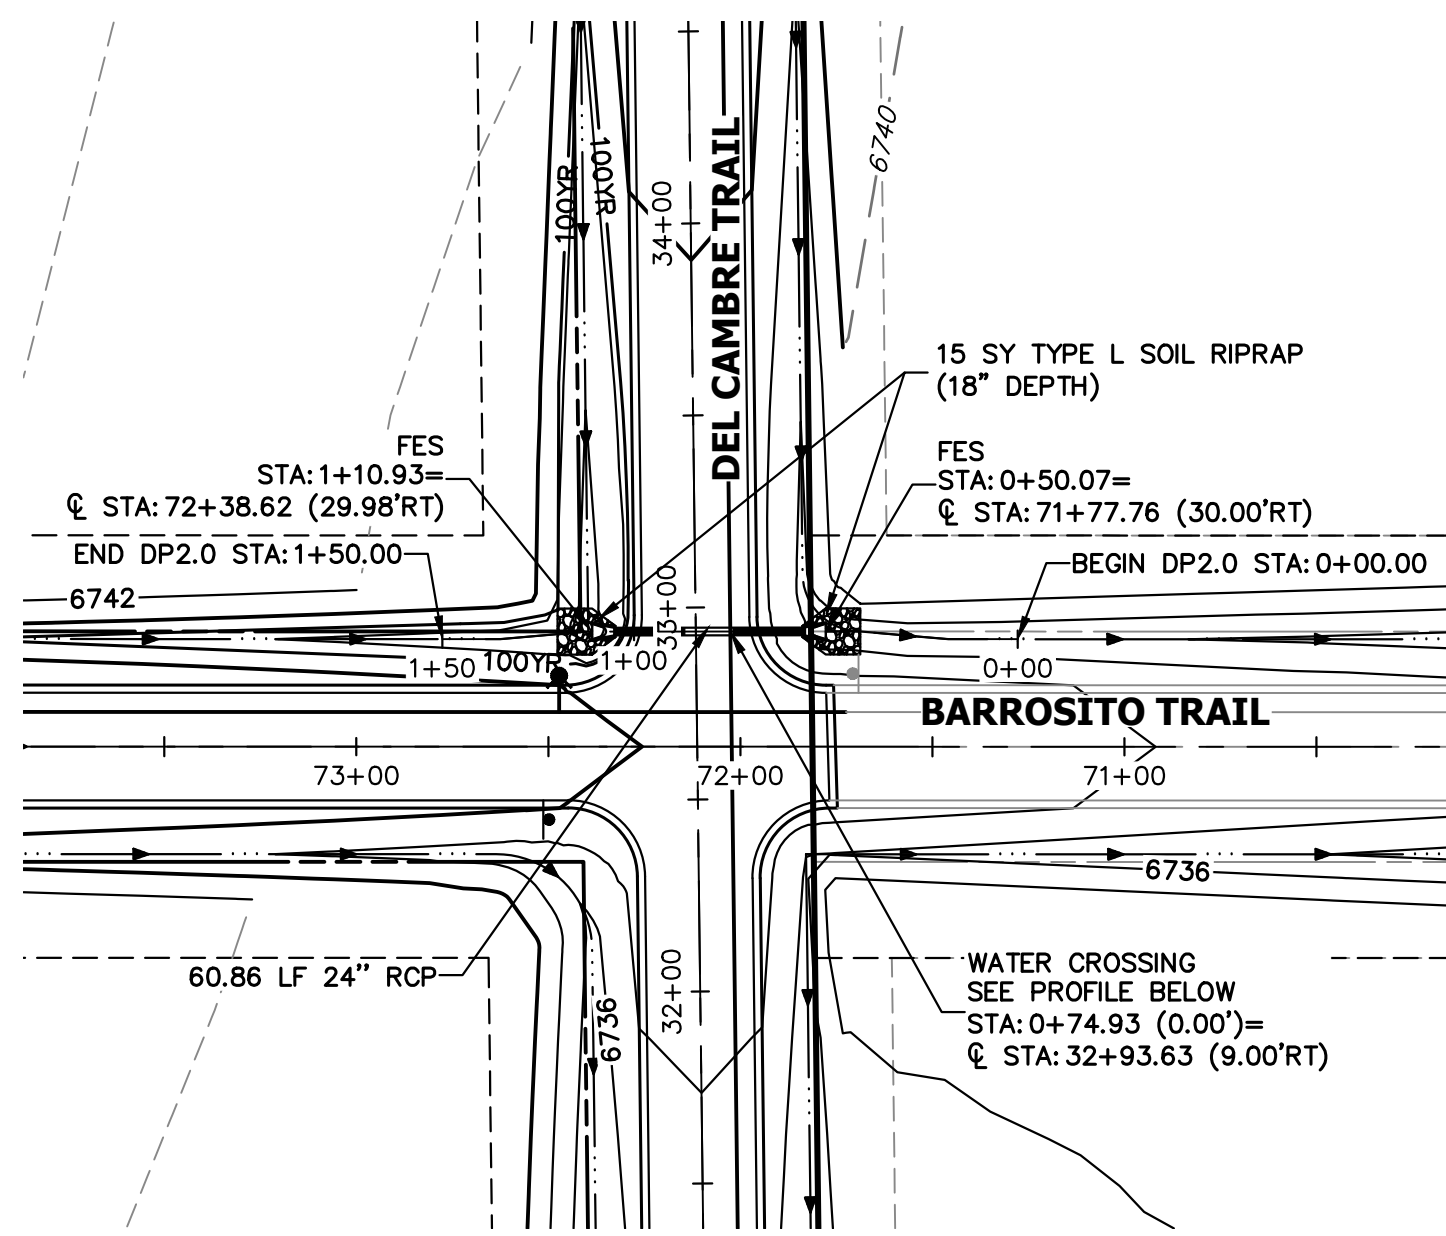 100YR
100YR
34+00
DEL CAMBRE TRAIL
6740
15 SY TYPE L SOIL RIPRAP
(18” DEPTH)
FES
STA: 1+10.93=
℄ STA: 72+38.62 (29.98'RT)
END DP2.0 STA: 1+50.00
FES
STA: 0+50.07=
℄ STA: 71+77.76 (30.00'RT)
BEGIN DP2.0 STA: 0+00.00
6742
33+00
1+50
100YR
1+00
0+00
BARROSITO TRAIL
73+00
72+00
71+00
6736
60.86 LF 24” RCP
32+00
6736
WATER CROSSING
SEE PROFILE BELOW
STA: 0+74.93 (0.00')=
℄ STA: 32+93.63 (9.00'RT)